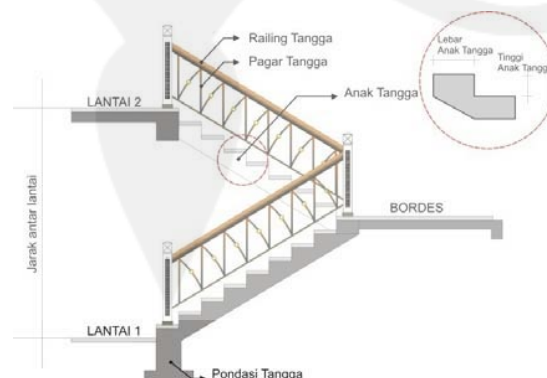 Railing Tangga
Pagar Tangga
Lebar
Anak Tangga
Tinggi
Anak Tangga
Anak Tangga
LANTAI 2
BORDES
Jarak antar lantai
LANTAI 1
Pondasi Tangga